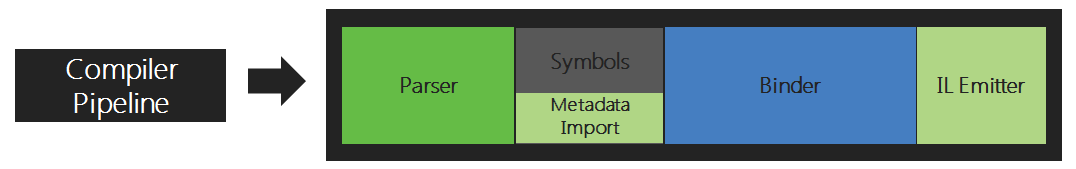 Compiler
Pipeline
Parser
Symbols
Metadata
Import
Binder
IL Emitter